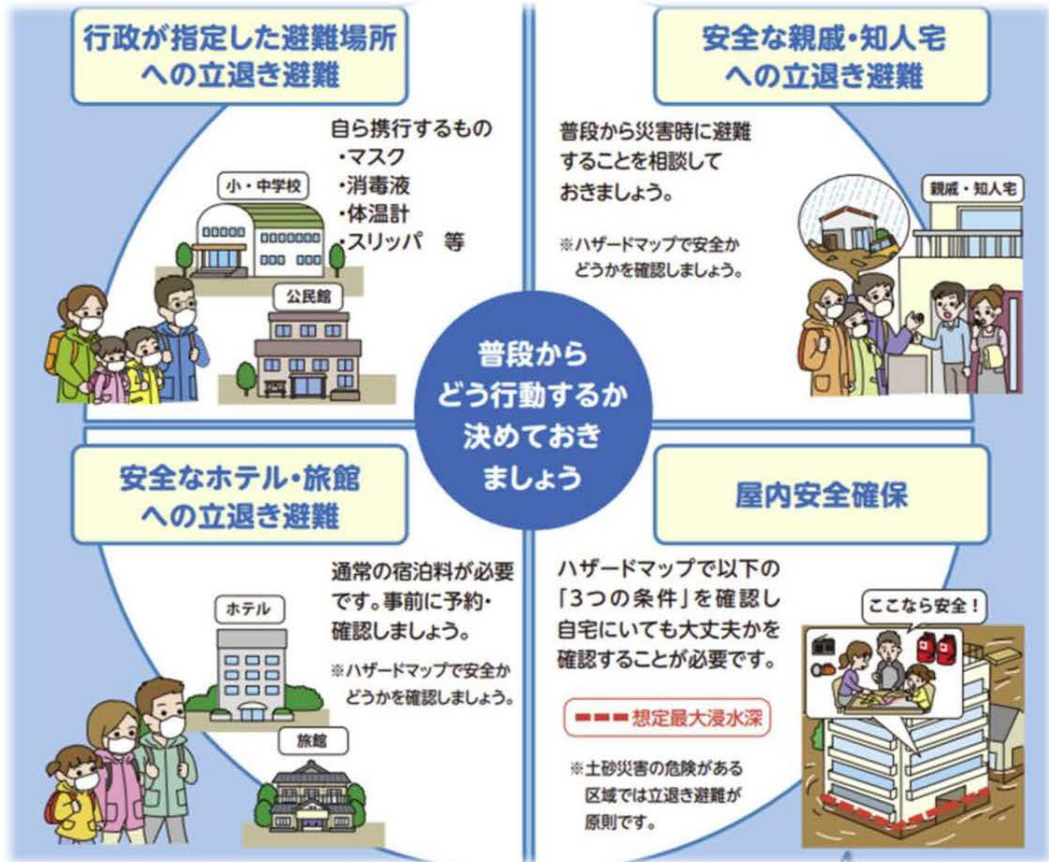 行政が指定した避難場所
への立退き避難
自ら携行するもの
・マスク
・消毒液
・体温計
・スリッパ 等
小・中学校
公民館
安全な親戚・知人宅
への立退き避難
普段から災害時に避難
することを相談して
おきましょう。
※ハザードマップで安全か
どうかを確認しましょう。
親戚・知人宅
普段から
どう行動するか
決めておき
ましょう
安全なホテル・旅館
への立退き避難
通常の宿泊料が必要
です。事前に予約・
確認しましょう。
※ハザードマップで安全か
どうかを確認しましょう。
ホテル
旅館
屋内安全確保
ハザードマップで以下の
「3つの条件」を確認し
自宅にいても大丈夫かを
確認することが必要です。
想定最大浸水深
※土砂災害の危険がある
区域では立退き避難が
原則です。
ここなら安全！